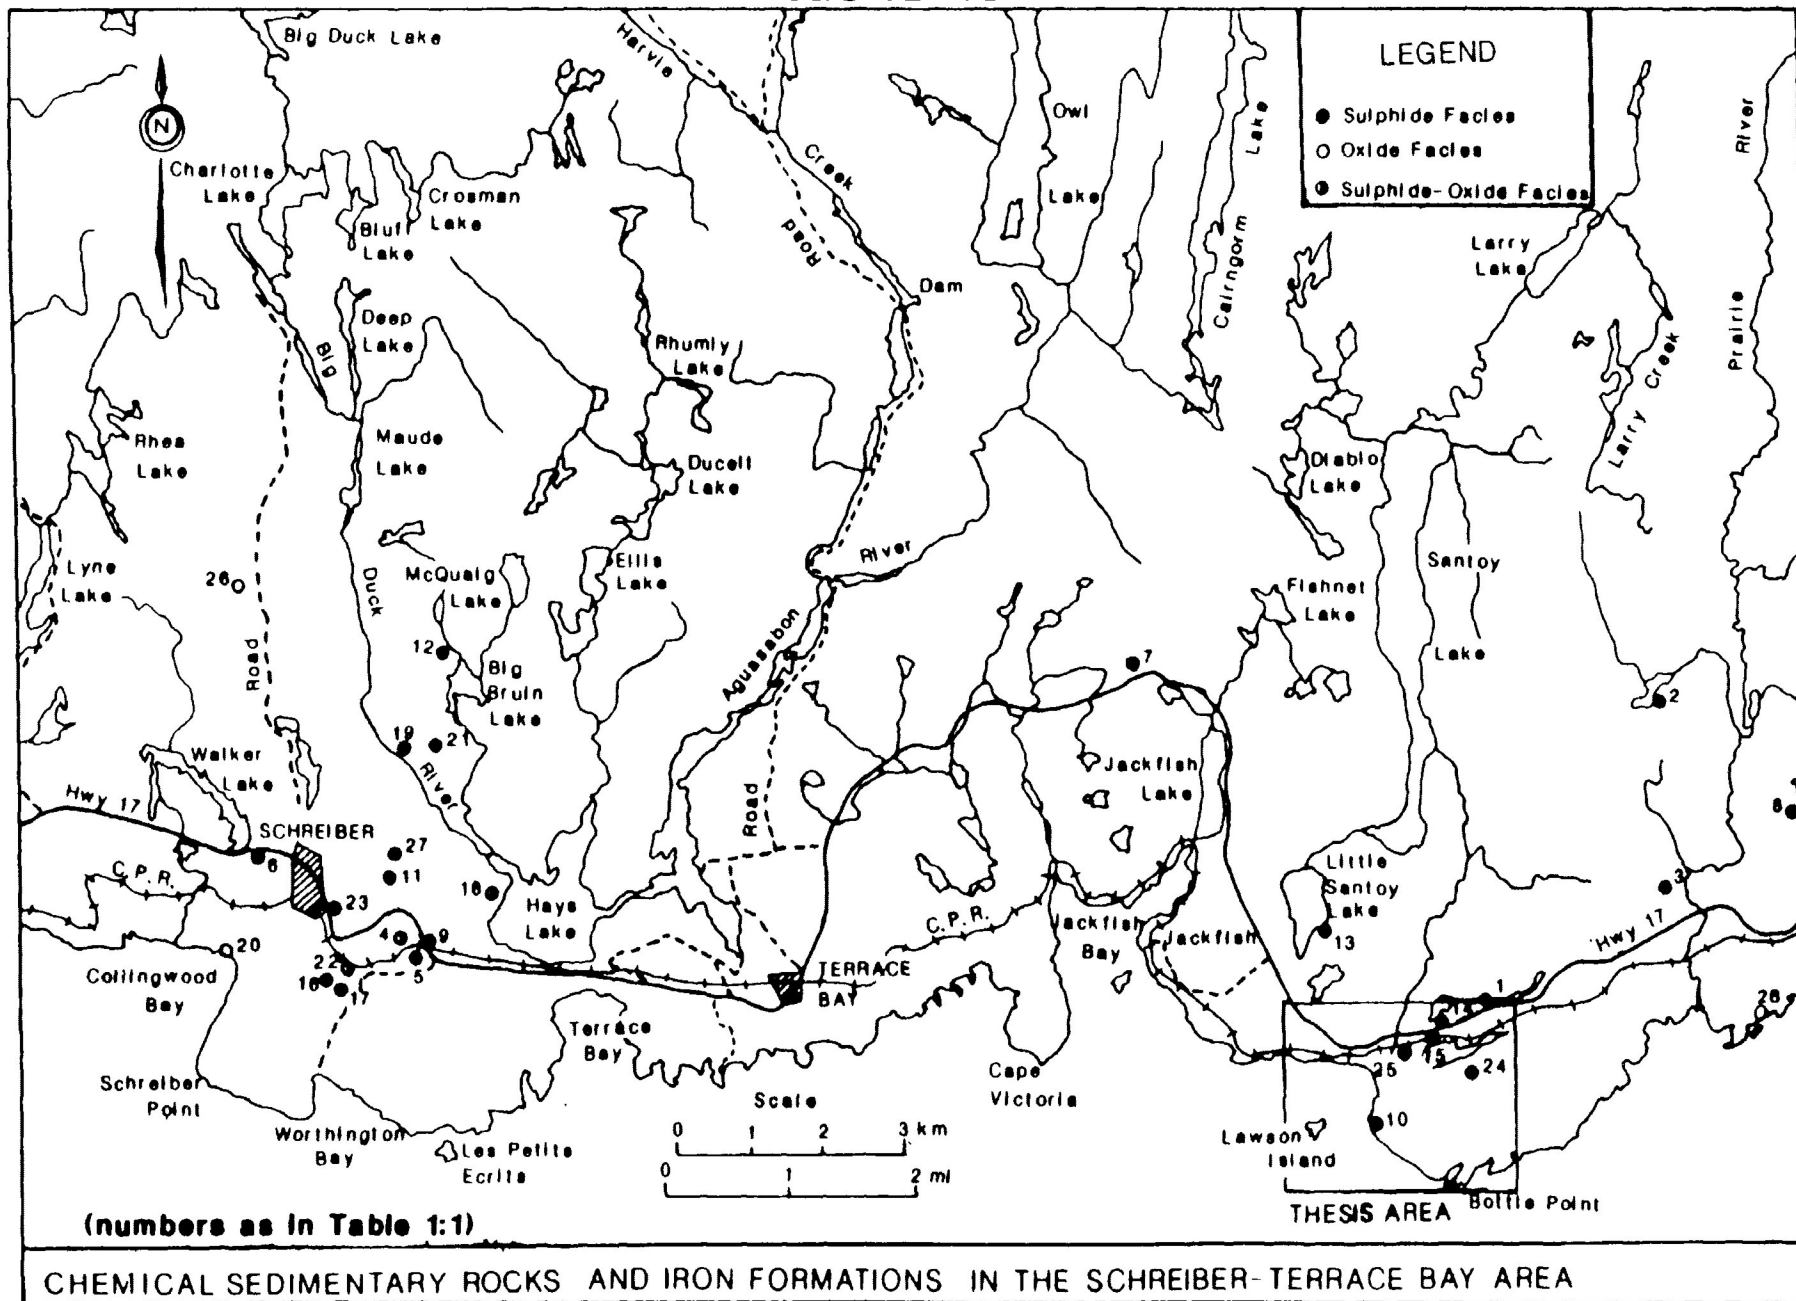 Big Duck Lake
Harvie
Creek
Road
Owl
Lake
Cairngorm
Lake
LEGEND
Sulphide Facies
Oxide Facies
Sulphide-Oxide Facies
River
Prairie
N
Charlotte
Lake
Crosman
Lake
Bluff
Lake
Larry
Lake
Dam
Deep
Lake
Big
Rhumly
Lake
Larry Creek
Rhea
Lake
Maude
Lake
Ducell
Lake
Diablo
Lake
Lyne
Lake
26
Duck
McQuaig
Lake
Ellis
Lake
River
Aguasabon
Santoy
Lake
Fishnet
Lake
12
Big
Bruin
Lake
Road
7
2
19
21
River
Walker
Lake
Hwy 17
Road
Jackfish
Lake
8
SCHREIBER
6
27
11
18
C.P.R.
23
Hays
Lake
Little
Santoy
Lake
3
13
Hwy 17
20
4
9
5
22
16
17
Collingwood
Bay
C.P.R.
Jackfish
Bay
Jackfish
TERRACE
BAY
Terrace
Bay
1
14
15
25
24
28
10
Schreiber
Point
Cape
Victoria
Worthington
Bay
Les Petits
Ecrits
Scale
0 1 2 3 km
0 1 2 mi
Lawson
Island
Bottle Point
THESIS AREA
(numbers as in Table 1:1)
CHEMICAL SEDIMENTARY ROCKS AND IRON FORMATIONS IN THE SCHREIBER-TERRACE BAY AREA